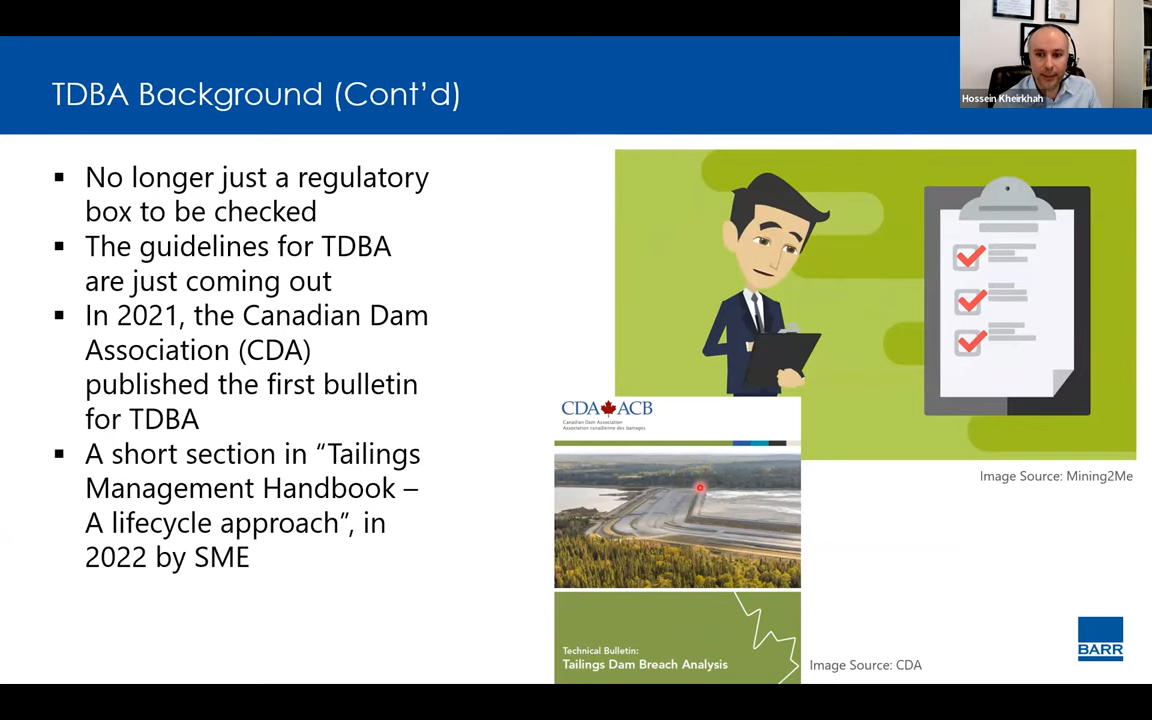 TDBA Background (Cont'd)
Hossein Kheirkhah
▪ No longer just a regulatory
box to be checked
▪ The guidelines for TDBA
are just coming out
▪ In 2021, the Canadian Dam
Association (CDA)
published the first bulletin
for TDBA
▪ A short section in “Tailings
Management Handbook –
A lifecycle approach”, in
2022 by SME
CDA ACB
Canadian Dam Association
Association canadienne des barrages
Technical Bulletin:
Tailings Dam Breach Analysis
Image Source: Mining2Me
Image Source: CDA
BARR